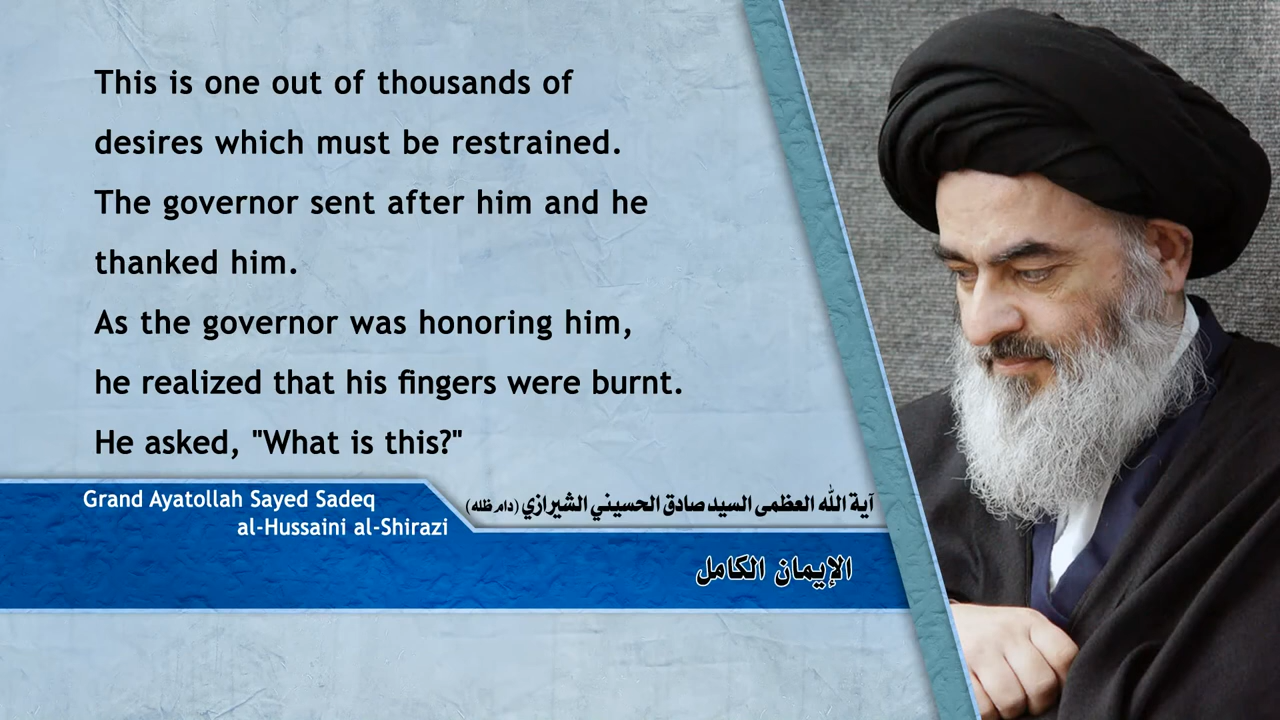 This is one out of thousands of
desires which must be restrained.
The governor sent after him and he
thanked him.
As the governor was honoring him,
he realized that his fingers were burnt.
He asked, "What is this?"
Grand Ayatollah Sayed Sadeq
al-Hussaini al-Shirazi
آية الله العظمى السيد صادق الحسيني الشيرازي (دام ظله)
الإيمان الكامل